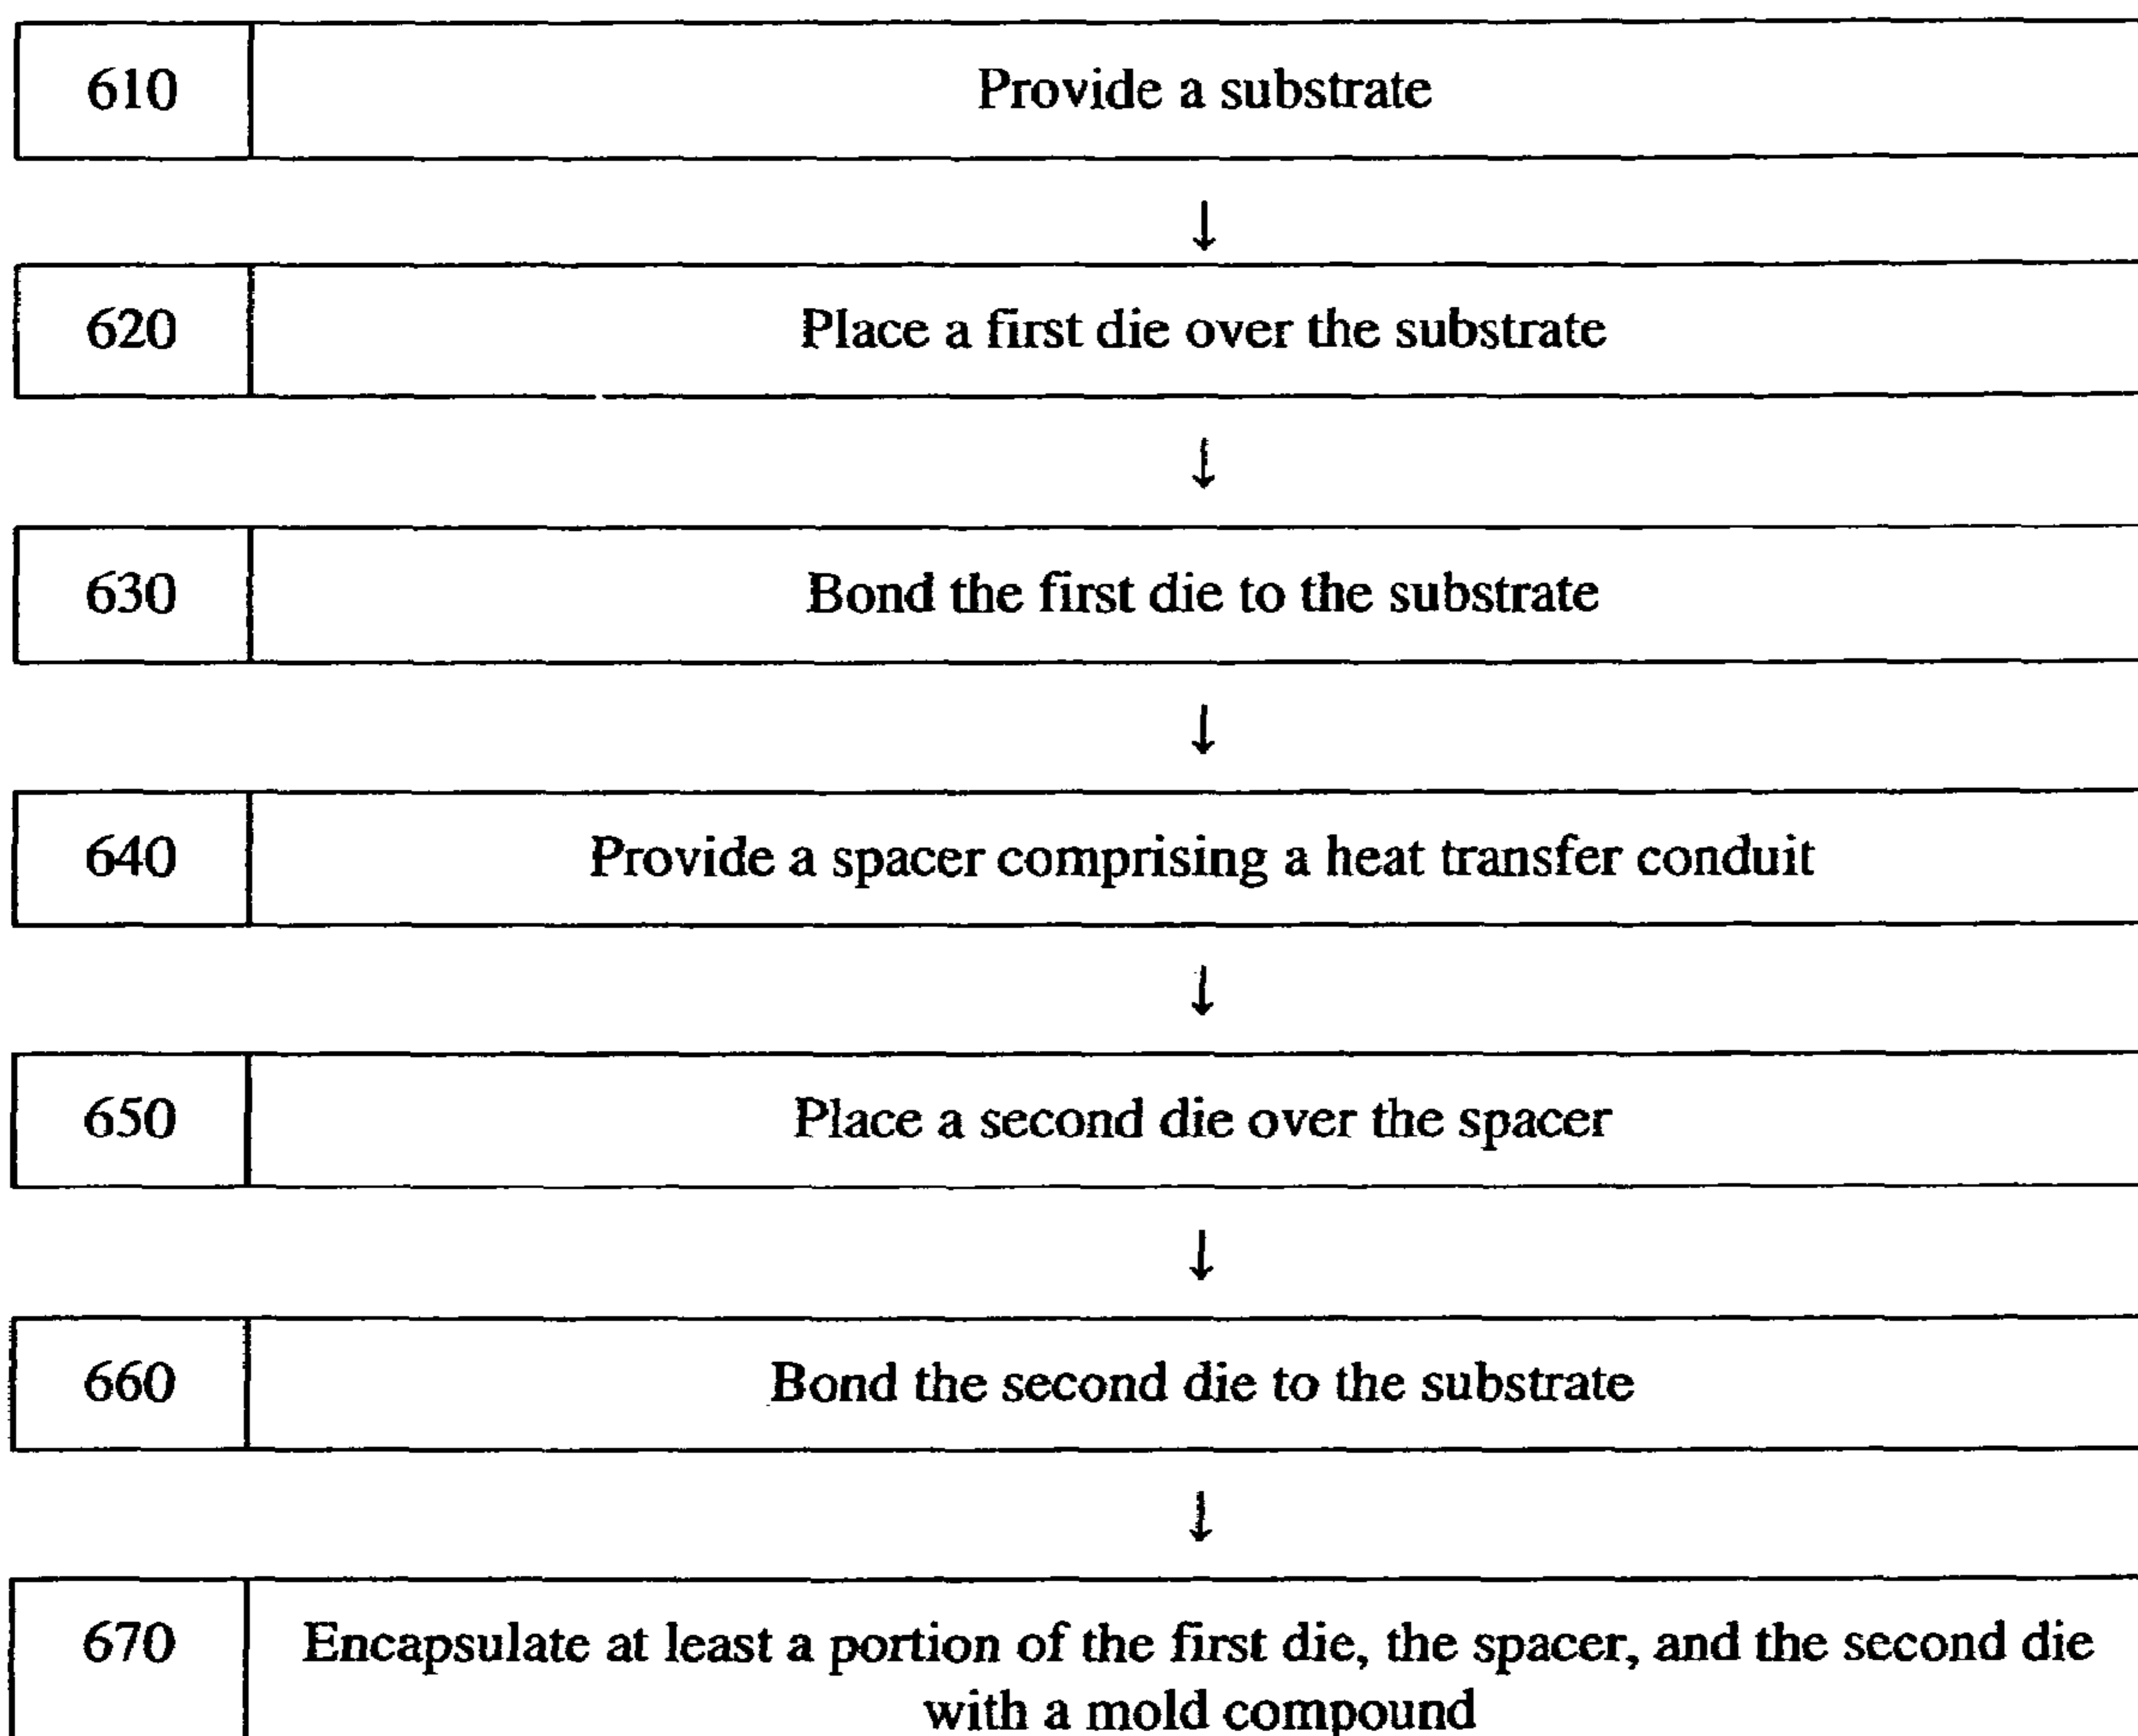 610 Provide a substrate
↓
620 Place a first die over the substrate
↓
630 Bond the first die to the substrate
↓
640 Provide a spacer comprising a heat transfer conduit
↓
650 Place a second die over the spacer
↓
660 Bond the second die to the substrate
↓
670 Encapsulate at least a portion of the first die, the spacer, and the second die
with a mold compound